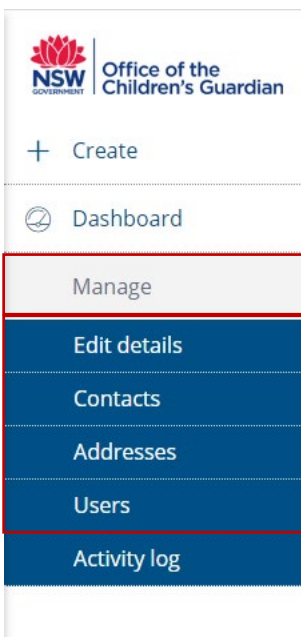 NSW
GOVERNMENT
Office of the
Children's Guardian
Create
Dashboard
Manage
Edit details
Contacts
Addresses
Users
Activity log